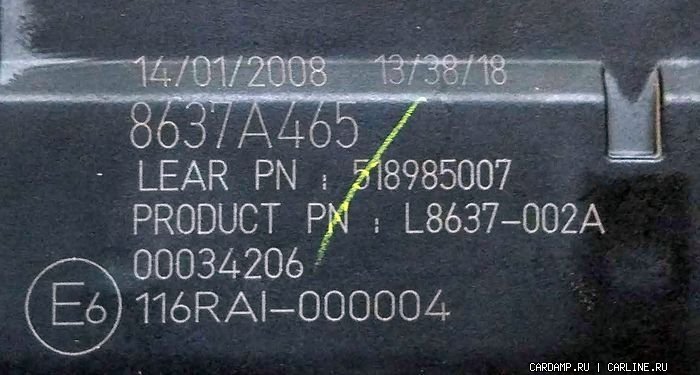 14/01/2008 13/38/18
8637A465
LEAR PN : 518985007
PRODUCT PN : L8637-002A
00034206
E6 116RAI-000004
CARDAMP.RU | CARLINE.RU